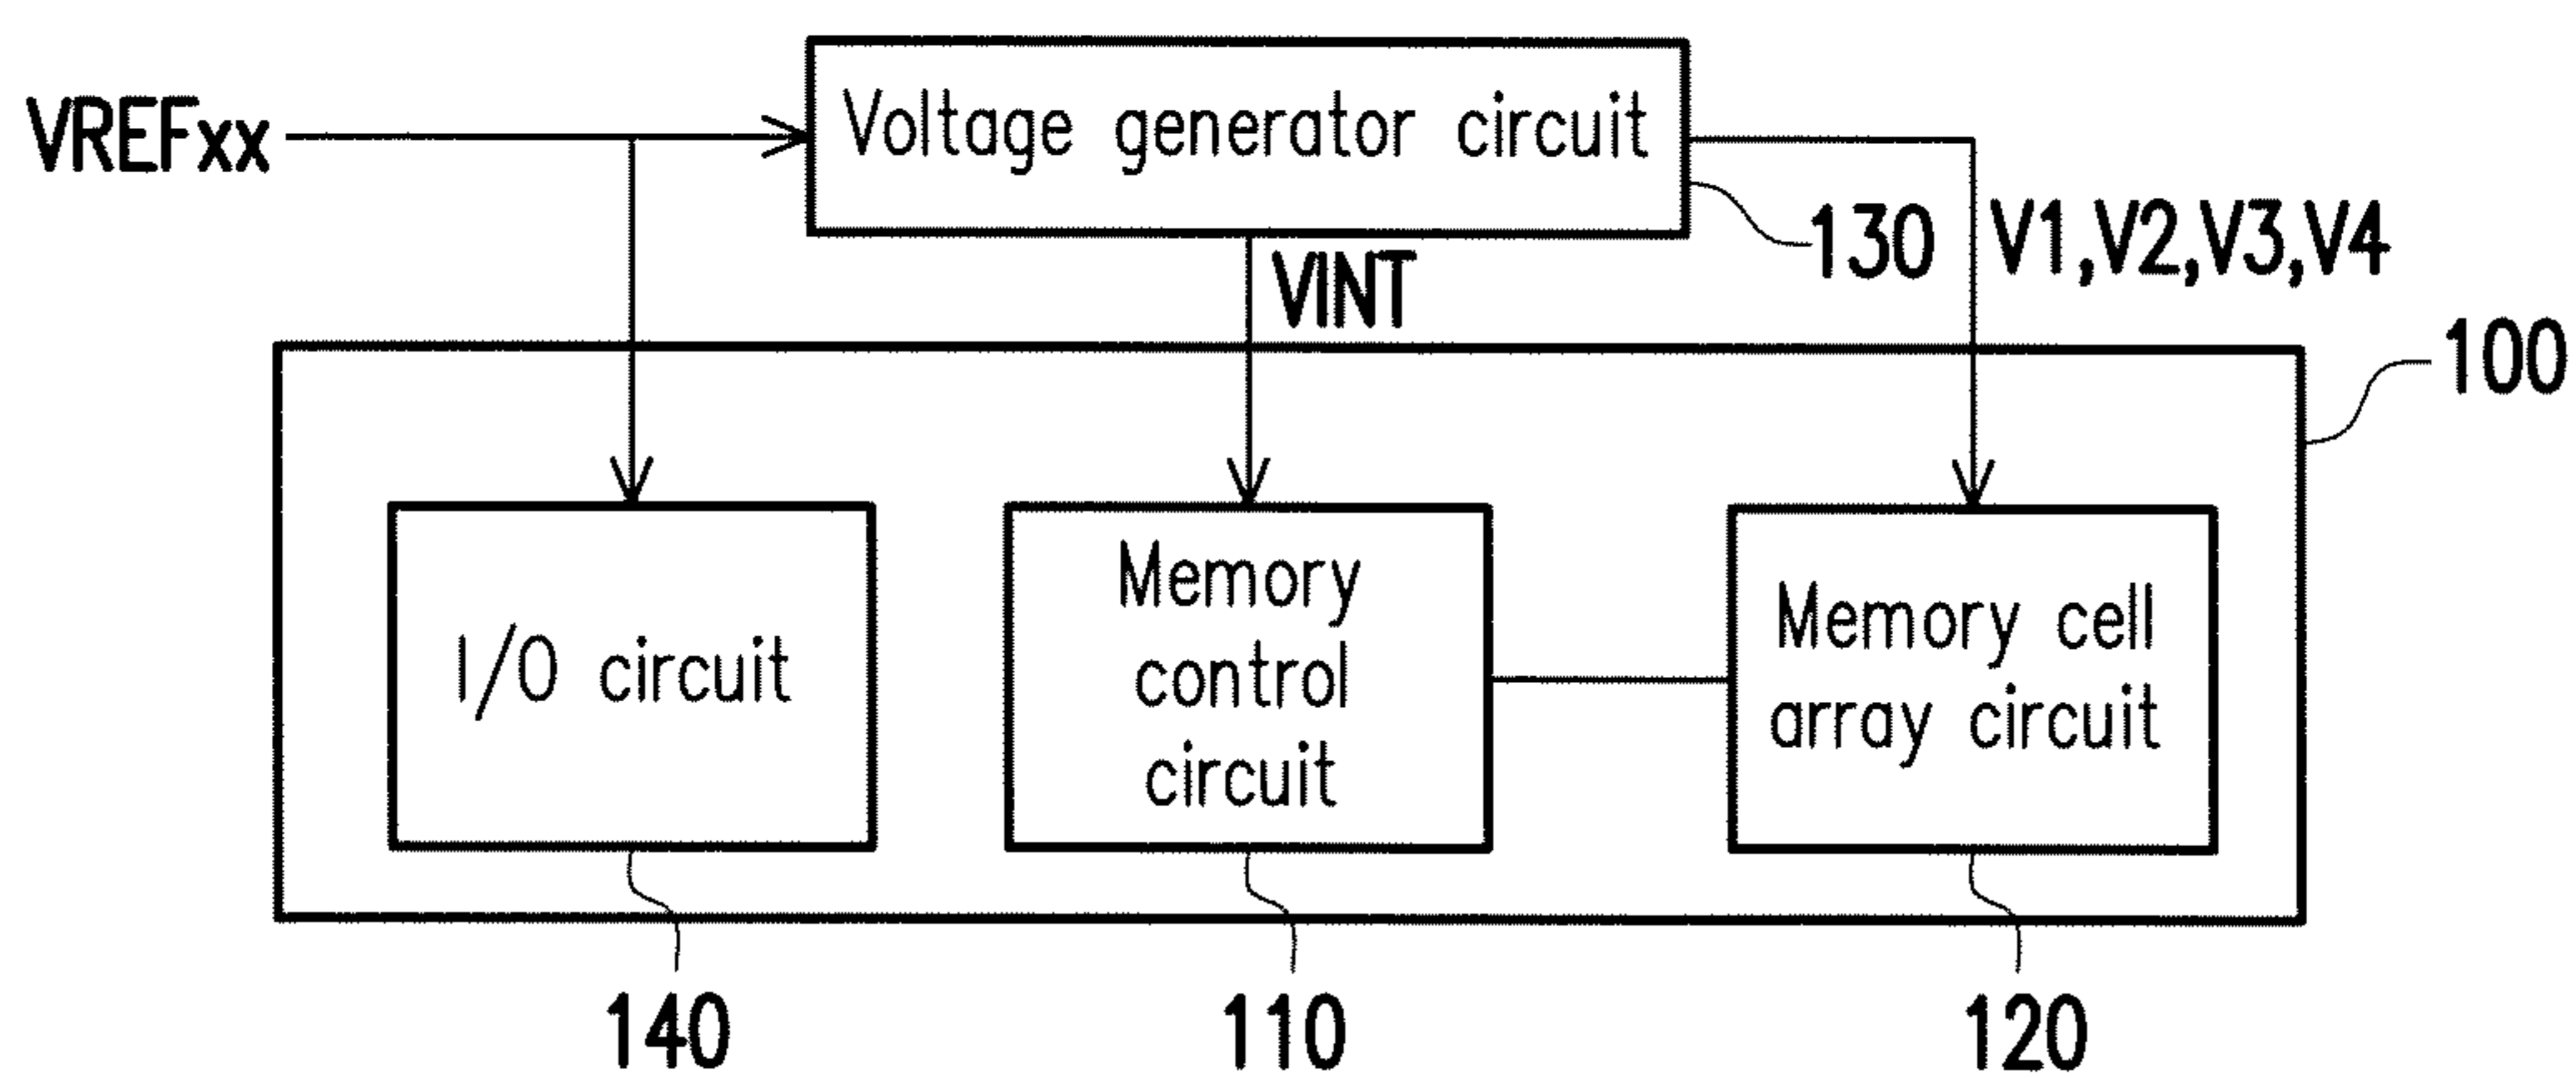 VREFxx
Voltage generator circuit
130
V1,V2,V3,V4
VINT
100
I/O circuit
Memory
control
circuit
Memory cell
array circuit
140
110
120